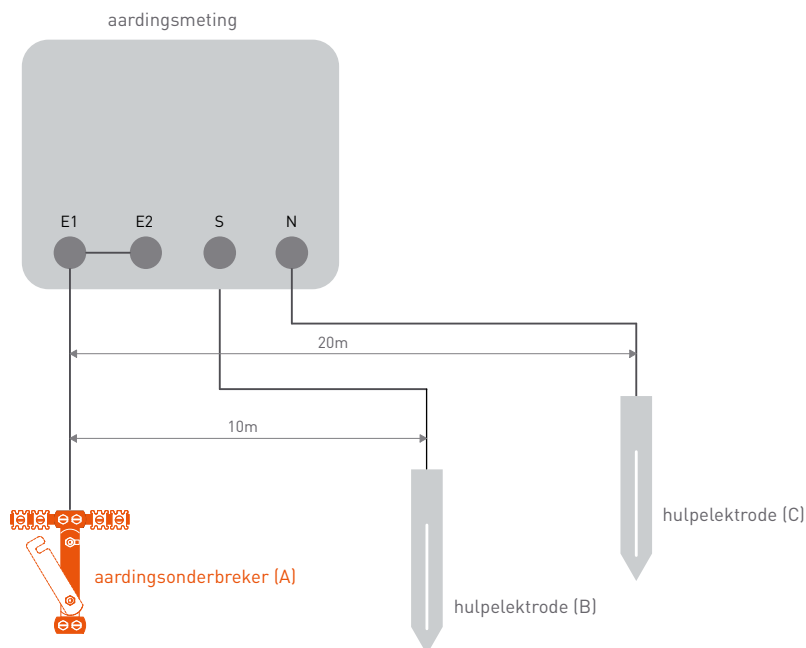 aardingsmeting
E1 E2 S N
20m
10m
hulpelektrode (C)
aardingsonderbreker (A)
hulpelektrode (B)